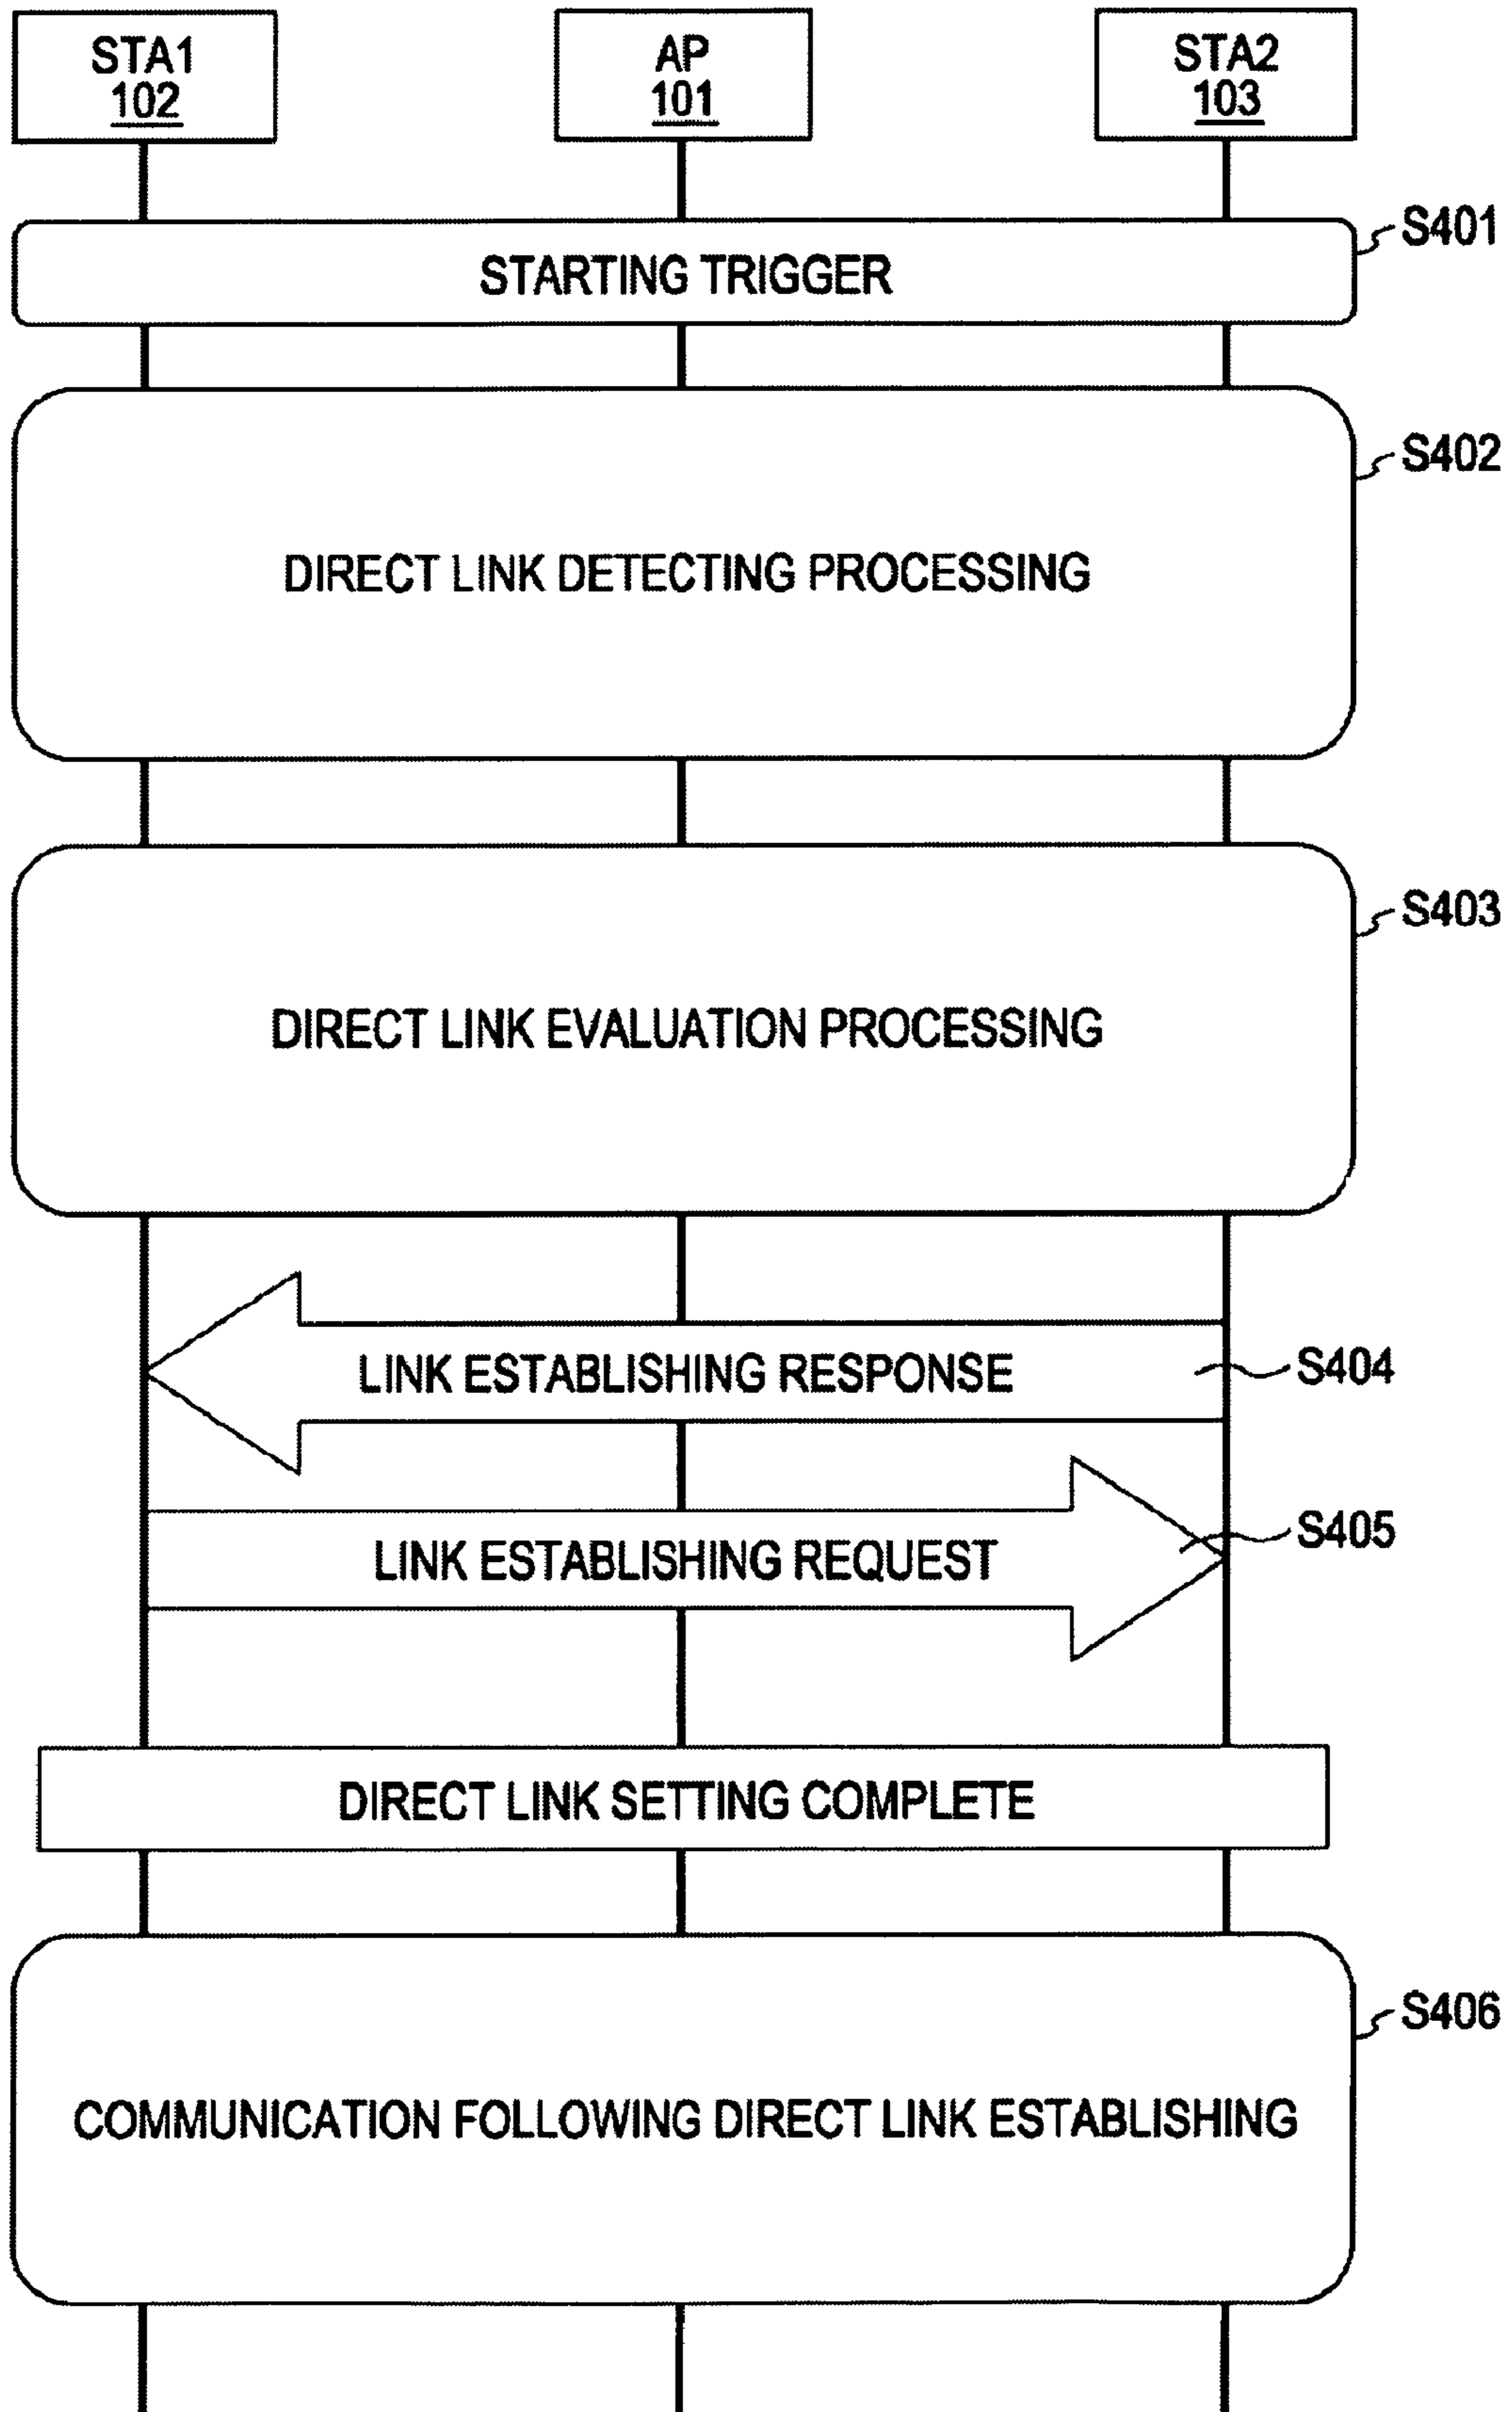 STA1
102
AP
101
STA2
103
S401
STARTING TRIGGER
S402
DIRECT LINK DETECTING PROCESSING
S403
DIRECT LINK EVALUATION PROCESSING
LINK ESTABLISHING RESPONSE
S404
LINK ESTABLISHING REQUEST
S405
DIRECT LINK SETTING COMPLETE
S406
COMMUNICATION FOLLOWING DIRECT LINK ESTABLISHING